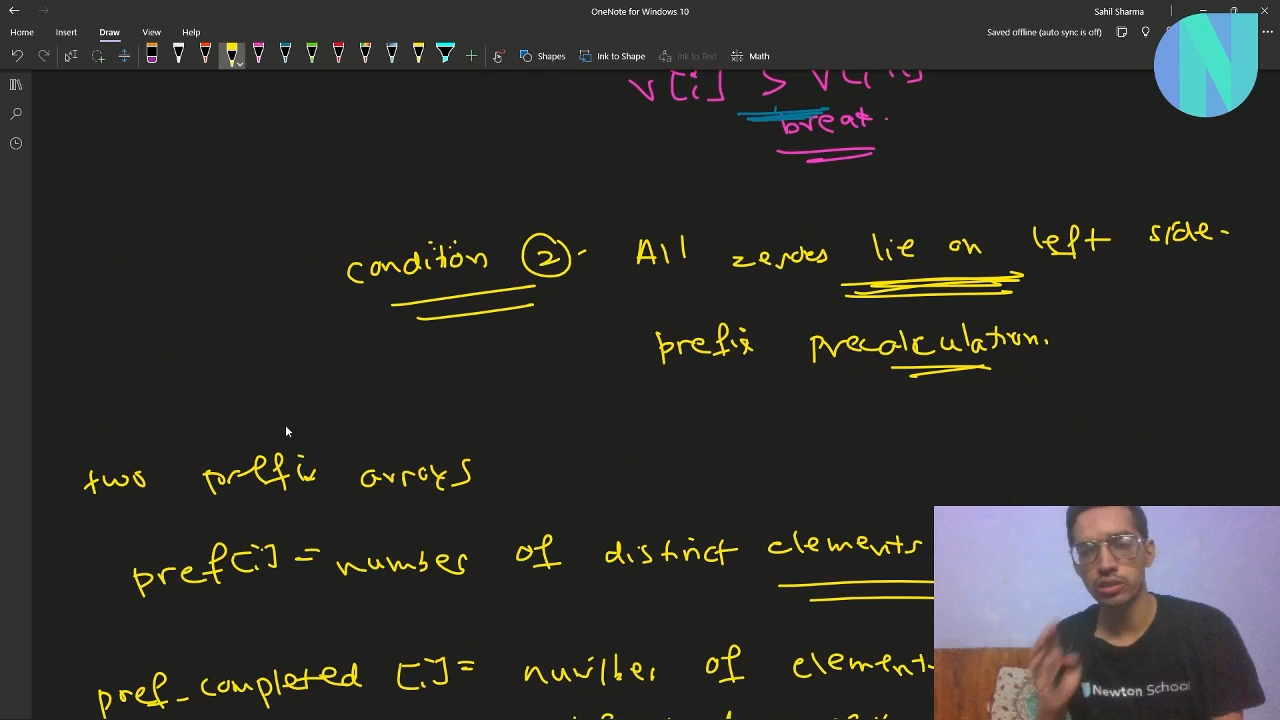 OneNote for Windows 10
Sahil Sharma
Home Insert Draw View Help
Saved offline (auto sync is off)
Shapes Ink to Shape Ink to Text Math
break.
condition 2 - All zeroes lie on left side.
prefix precalculation.
two prefix arrays
pref[i] = number of distinct elements
pref_completed [i] = number of element
Newton School